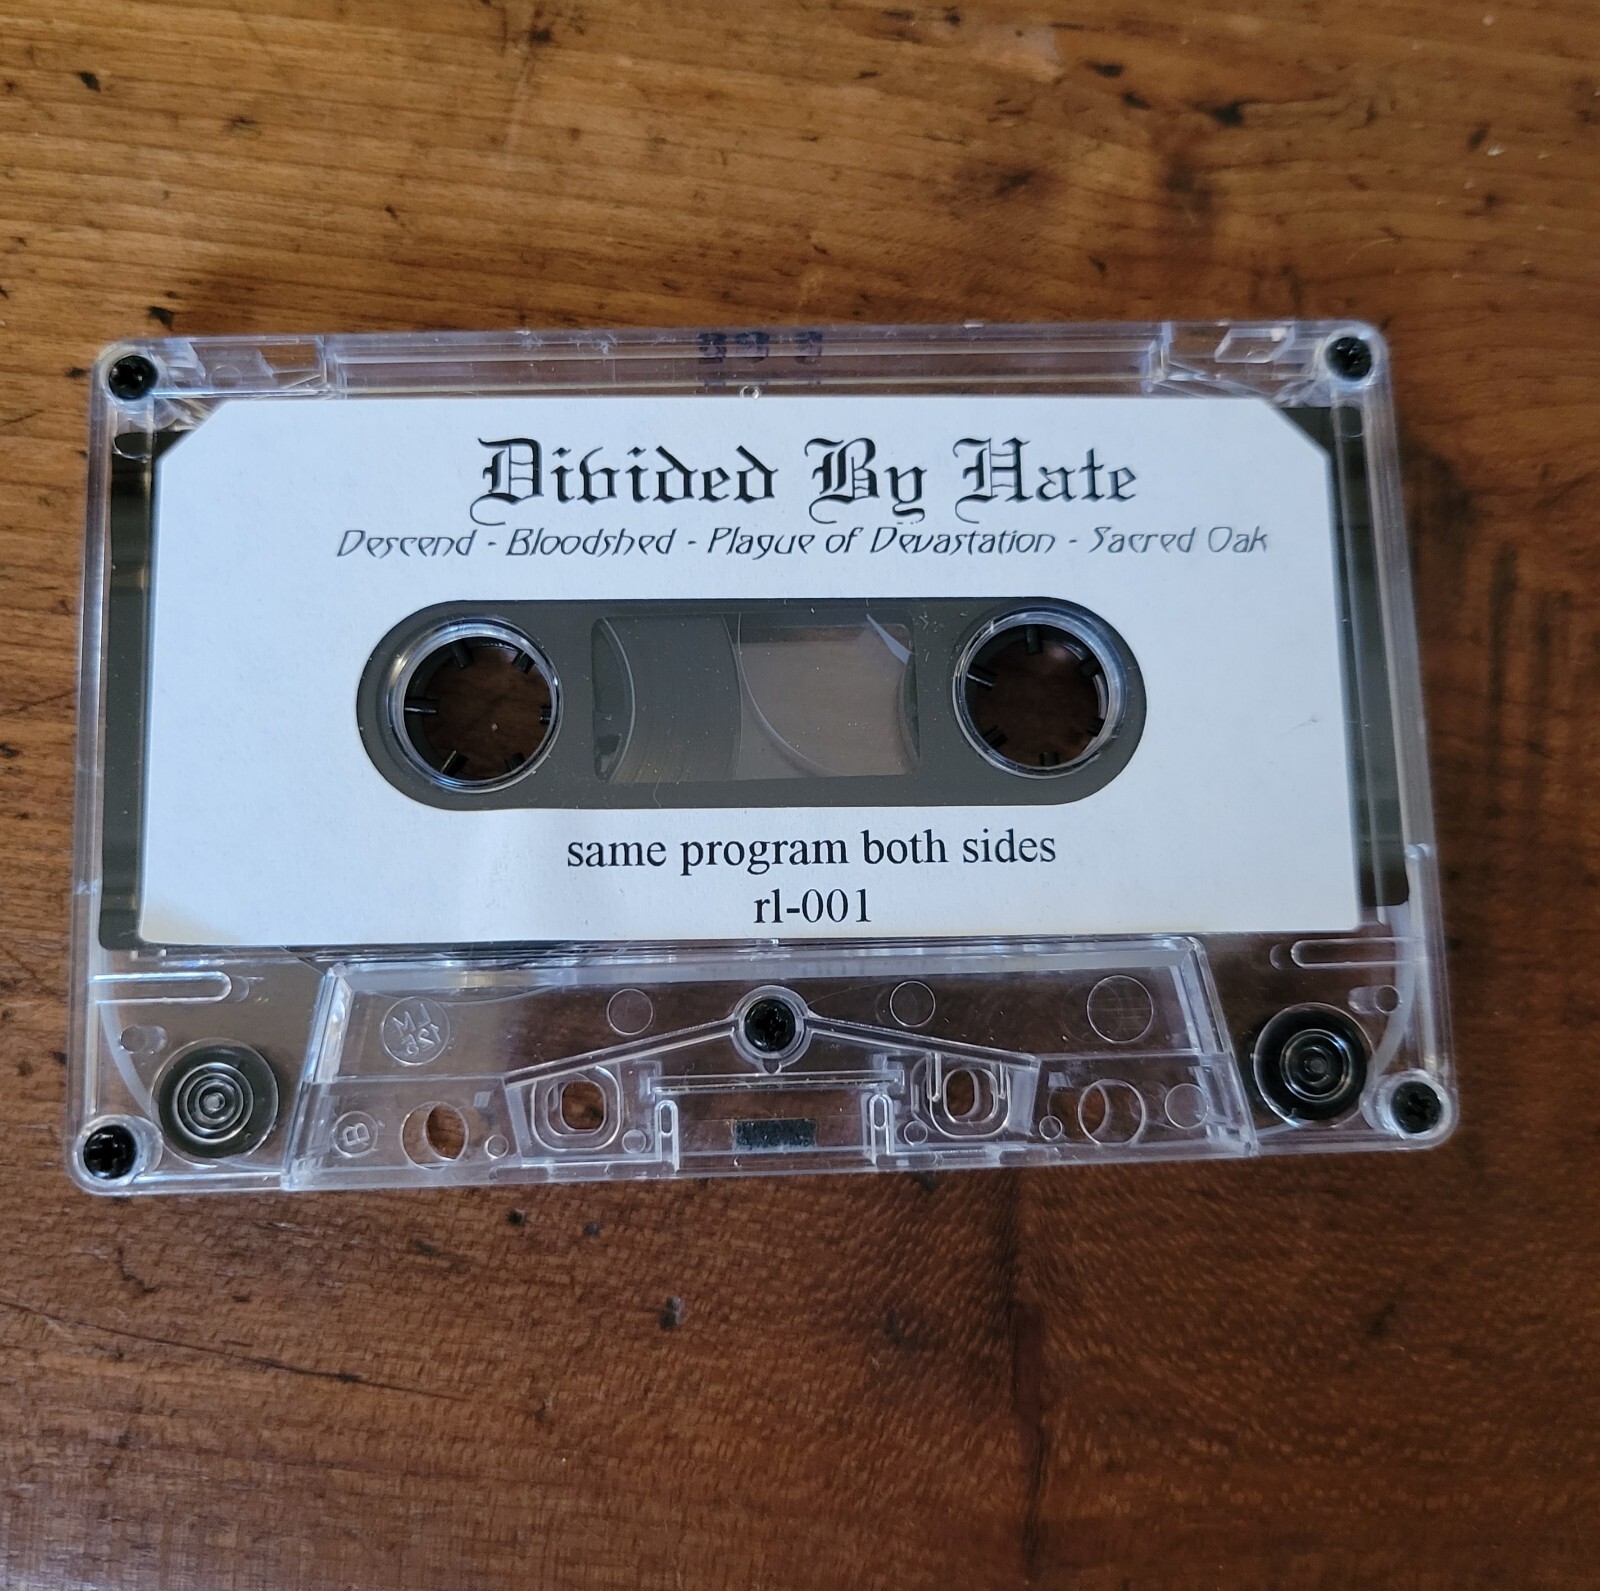 Divided By Hate
Descend - Bloodshed - Plague of Devastation - Sacred Oak
same program both sides
rl-001
B